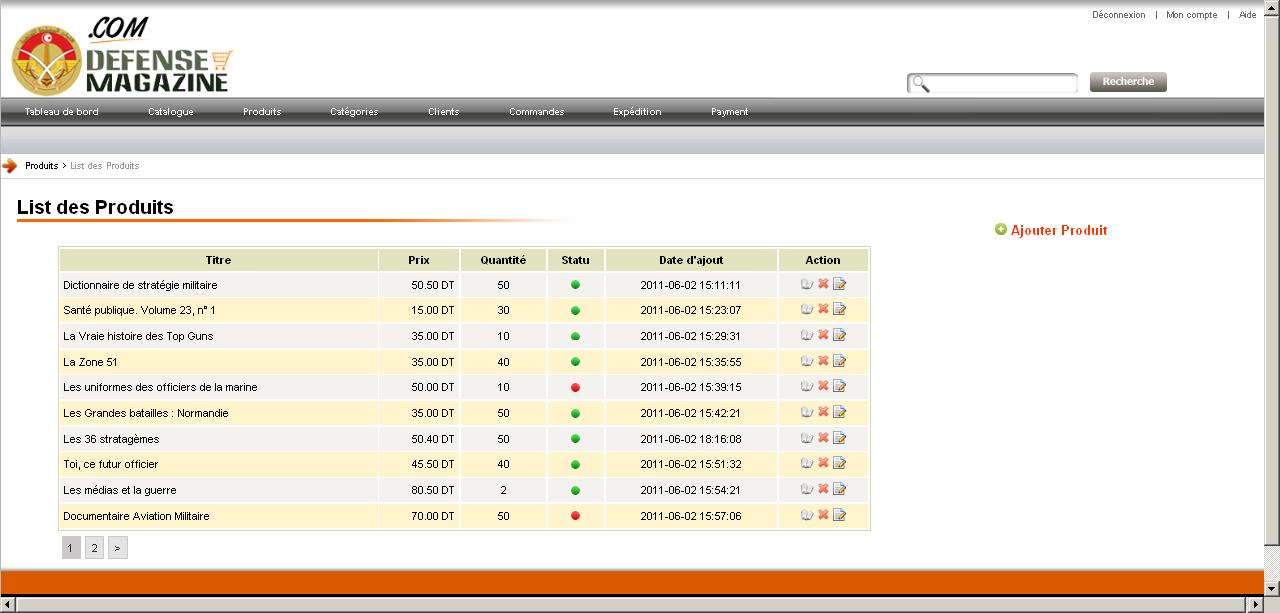 Déconnexion | Mon compte | Aide
.COM
DEFENSE
MAGAZINE
Recherche
Tableau de bord Catalogue Produits Catégories Clients Commandes Expédition Payment
Produits > List des Produits
List des Produits
Ajouter Produit
Titre Prix Quantité Statu Date d'ajout Action
Dictionnaire de stratégie militaire 50.50 DT 50 2011-06-02 15:11:11
Santé publique. Volume 23, n° 1 15.00 DT 30 2011-06-02 15:23:07
La Vraie histoire des Top Guns 35.00 DT 10 2011-06-02 15:29:31
La Zone 51 35.00 DT 40 2011-06-02 15:35:55
Les uniformes des officiers de la marine 50.00 DT 10 2011-06-02 15:39:15
Les Grandes batailles : Normandie 35.00 DT 50 2011-06-02 15:42:21
Les 36 stratagèmes 50.40 DT 50 2011-06-02 18:16:08
Toi, ce futur officier 45.50 DT 40 2011-06-02 15:51:32
Les médias et la guerre 80.50 DT 2 2011-06-02 15:54:21
Documentaire Aviation Militaire 70.00 DT 50 2011-06-02 15:57:06
1 2 >